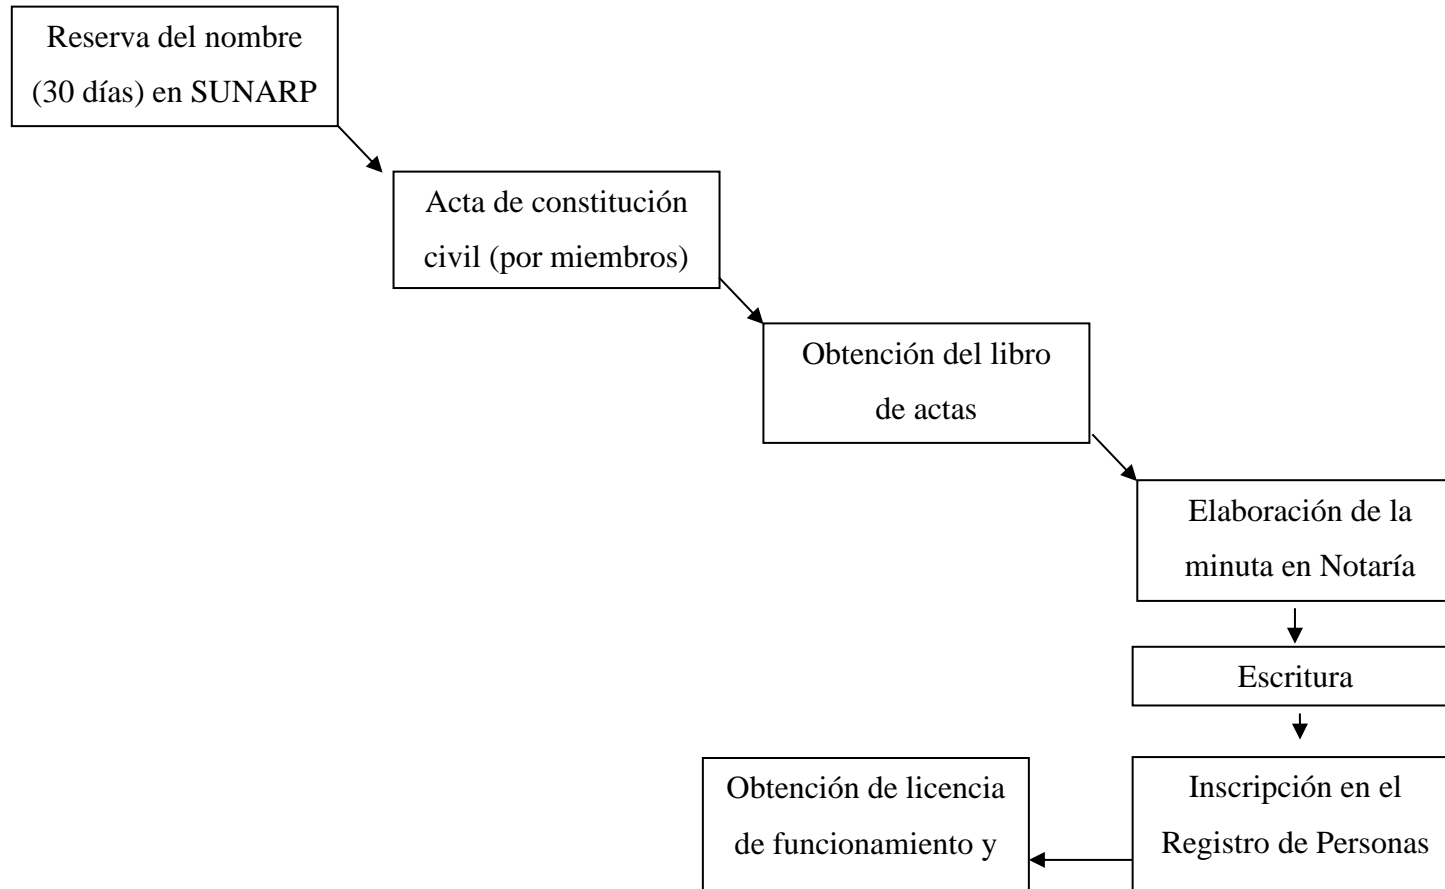 Reserva del nombre
(30 días) en SUNARP
Acta de constitución
civil (por miembros)
Obtención del libro
de actas
Elaboración de la
minuta en Notaría
Escritura
Inscripción en el
Registro de Personas
Obtención de licencia
de funcionamiento y